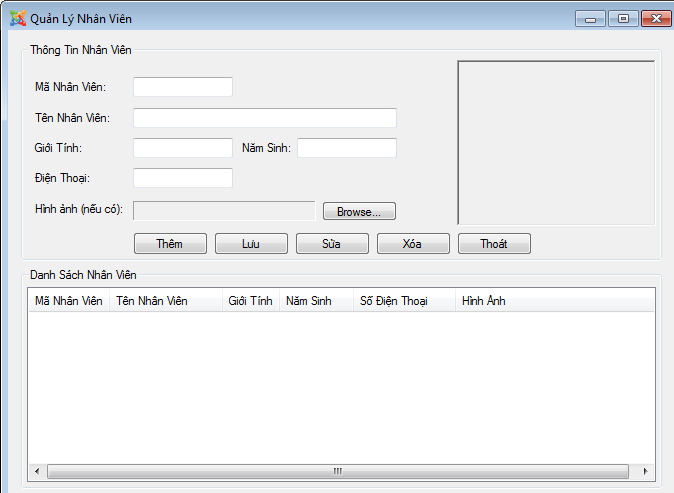 Quản Lý Nhân Viên
Thông Tin Nhân Viên
Mã Nhân Viên:
Tên Nhân Viên:
Giới Tính: Năm Sinh:
Điện Thoại:
Hình ảnh (nếu có): Browse...
Thêm Lưu Sửa Xóa Thoát
Danh Sách Nhân Viên
Mã Nhân Viên Tên Nhân Viên Giới Tính Năm Sinh Số Điện Thoại Hình Ảnh